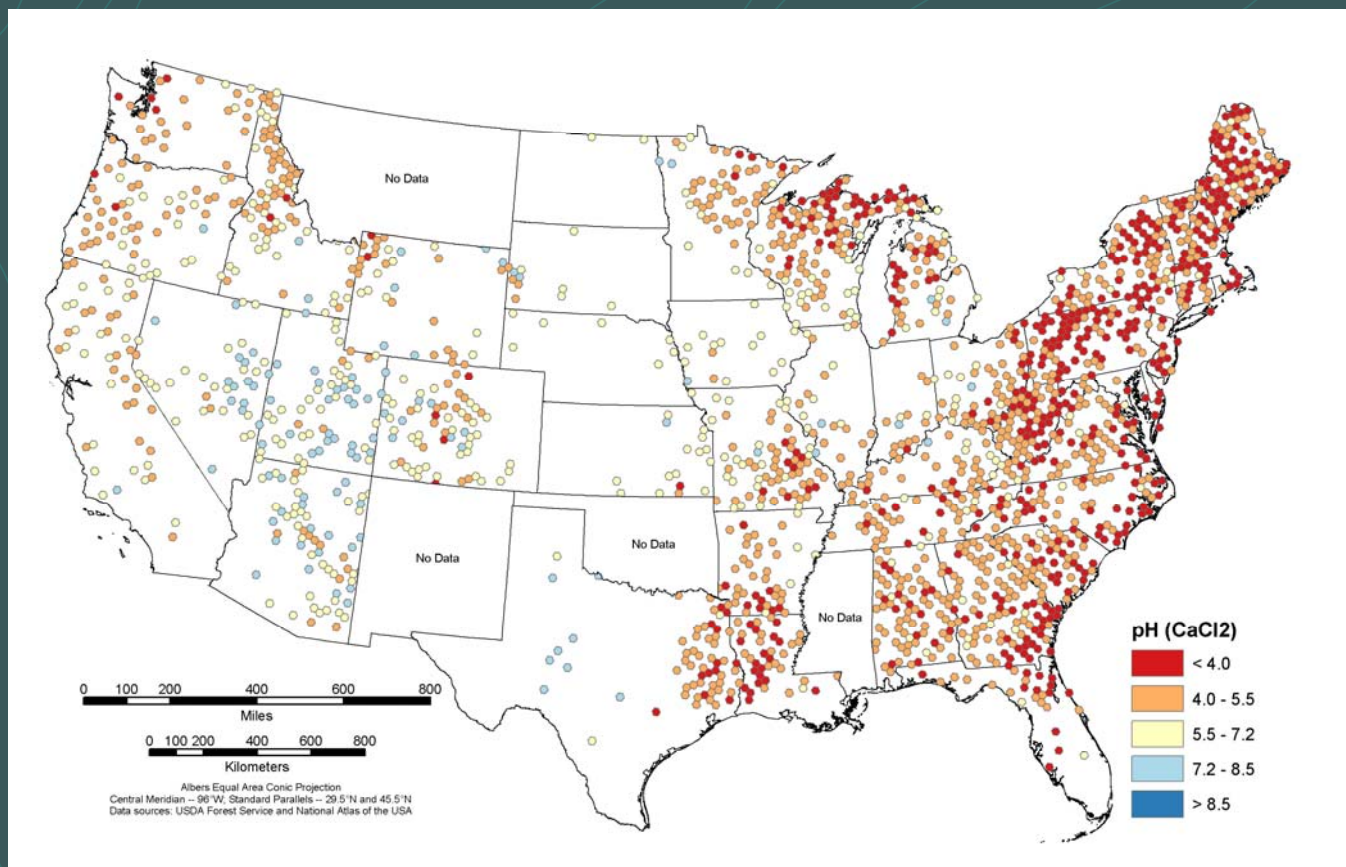 No Data
No Data
No Data
No Data
pH (CaCl2)
< 4.0
4.0 - 5.5
5.5 - 7.2
7.2 - 8.5
> 8.5
0 100 200 400 600 800
Miles
0 100 200 400 600 800
Kilometers
Albers Equal Area Conic Projection
Central Meridian -- 96°W; Standard Parallels -- 29.5°N and 45.5°N
Data sources: USDA Forest Service and National Atlas of the USA